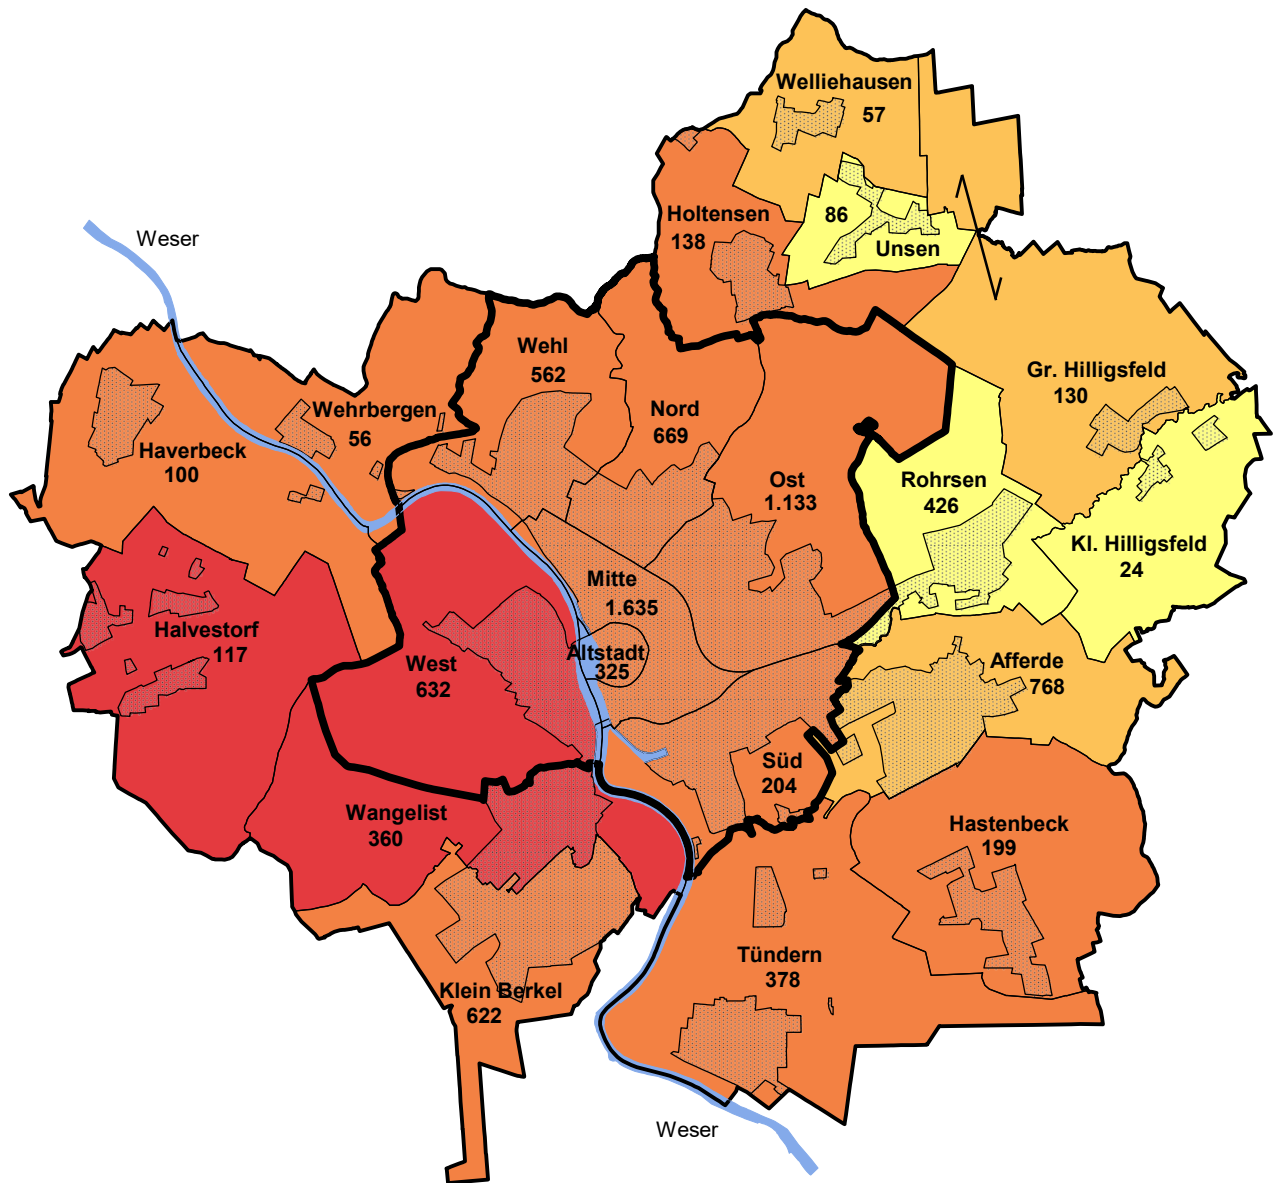 Welliehausen
57
Weser
Holtensen
138
86
Unsen
Wehl
562
Gr. Hilligsfeld
130
Wehrbergen
56
Nord
669
Haverbeck
100
Ost
1.133
Rohrsen
426
Kl. Hilligsfeld
24
Mitte
1.635
Halvestorf
117
West
632
Altstadt
325
Afferde
768
Süd
204
Wangelist
360
Hastenbeck
199
Tündern
378
Klein Berkel
622
Weser